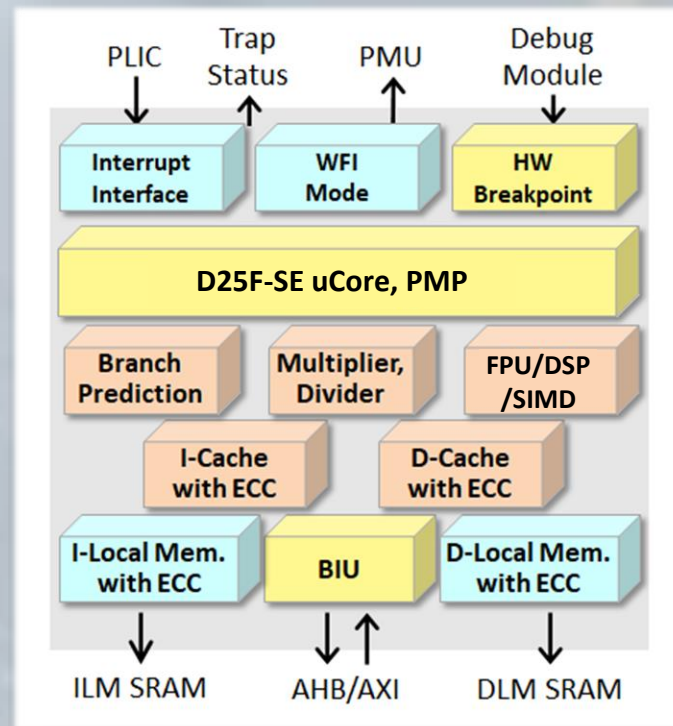 PLIC
Trap
Status
PMU
Debug
Module
Interrupt
Interface
WFI
Mode
HW
Breakpoint
D25F-SE uCore, PMP
Branch
Prediction
Multiplier,
Divider
FPU/DSP
/SIMD
I-Cache
with ECC
D-Cache
with ECC
I-Local Mem.
with ECC
BIU
D-Local Mem.
with ECC
ILM SRAM
AHB/AXI
DLM SRAM